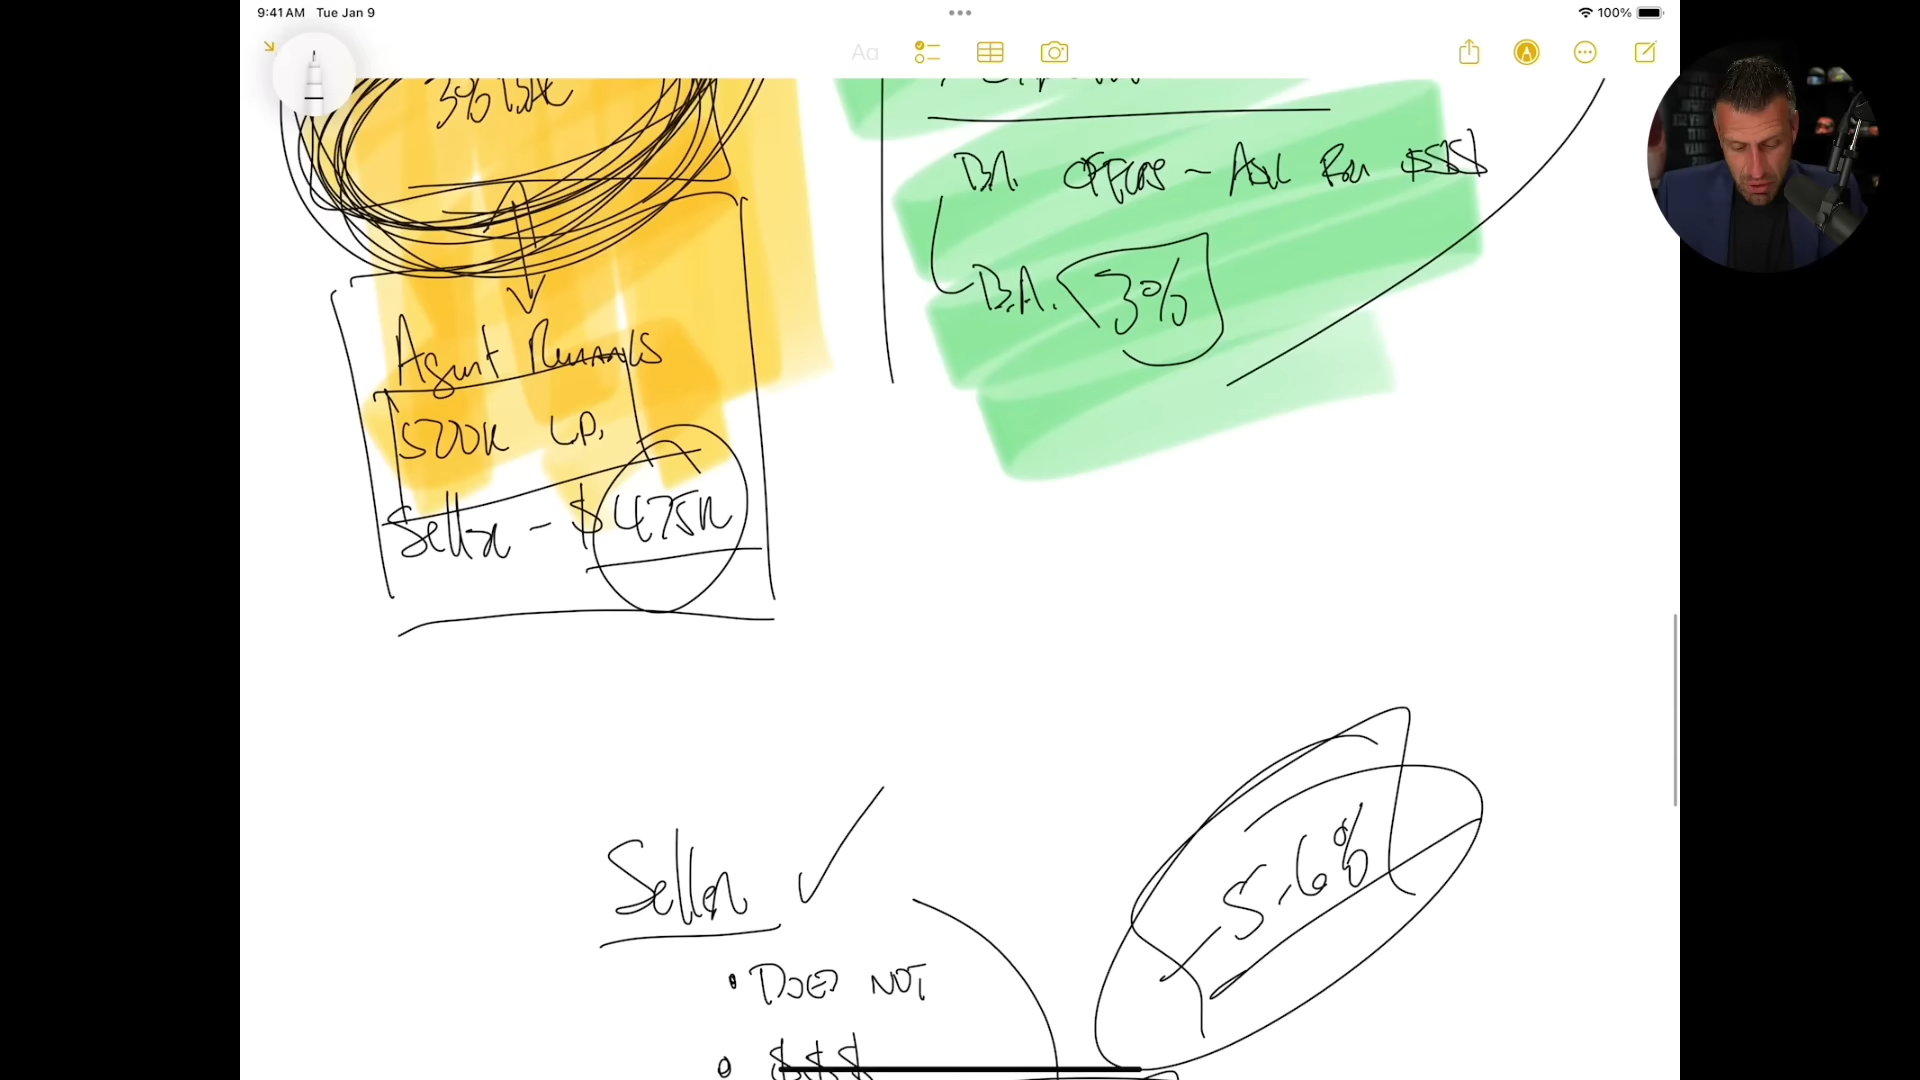 9:41 AM Tue Jan 9
100%
Aa
3%
B.A. OFFERS ~ ASK FOR $$$
B.A. 3%
Agent Remarks
500K L.P.
Seller - $475K
5.6%
Seller ✓
• DOES NOT
• $$$